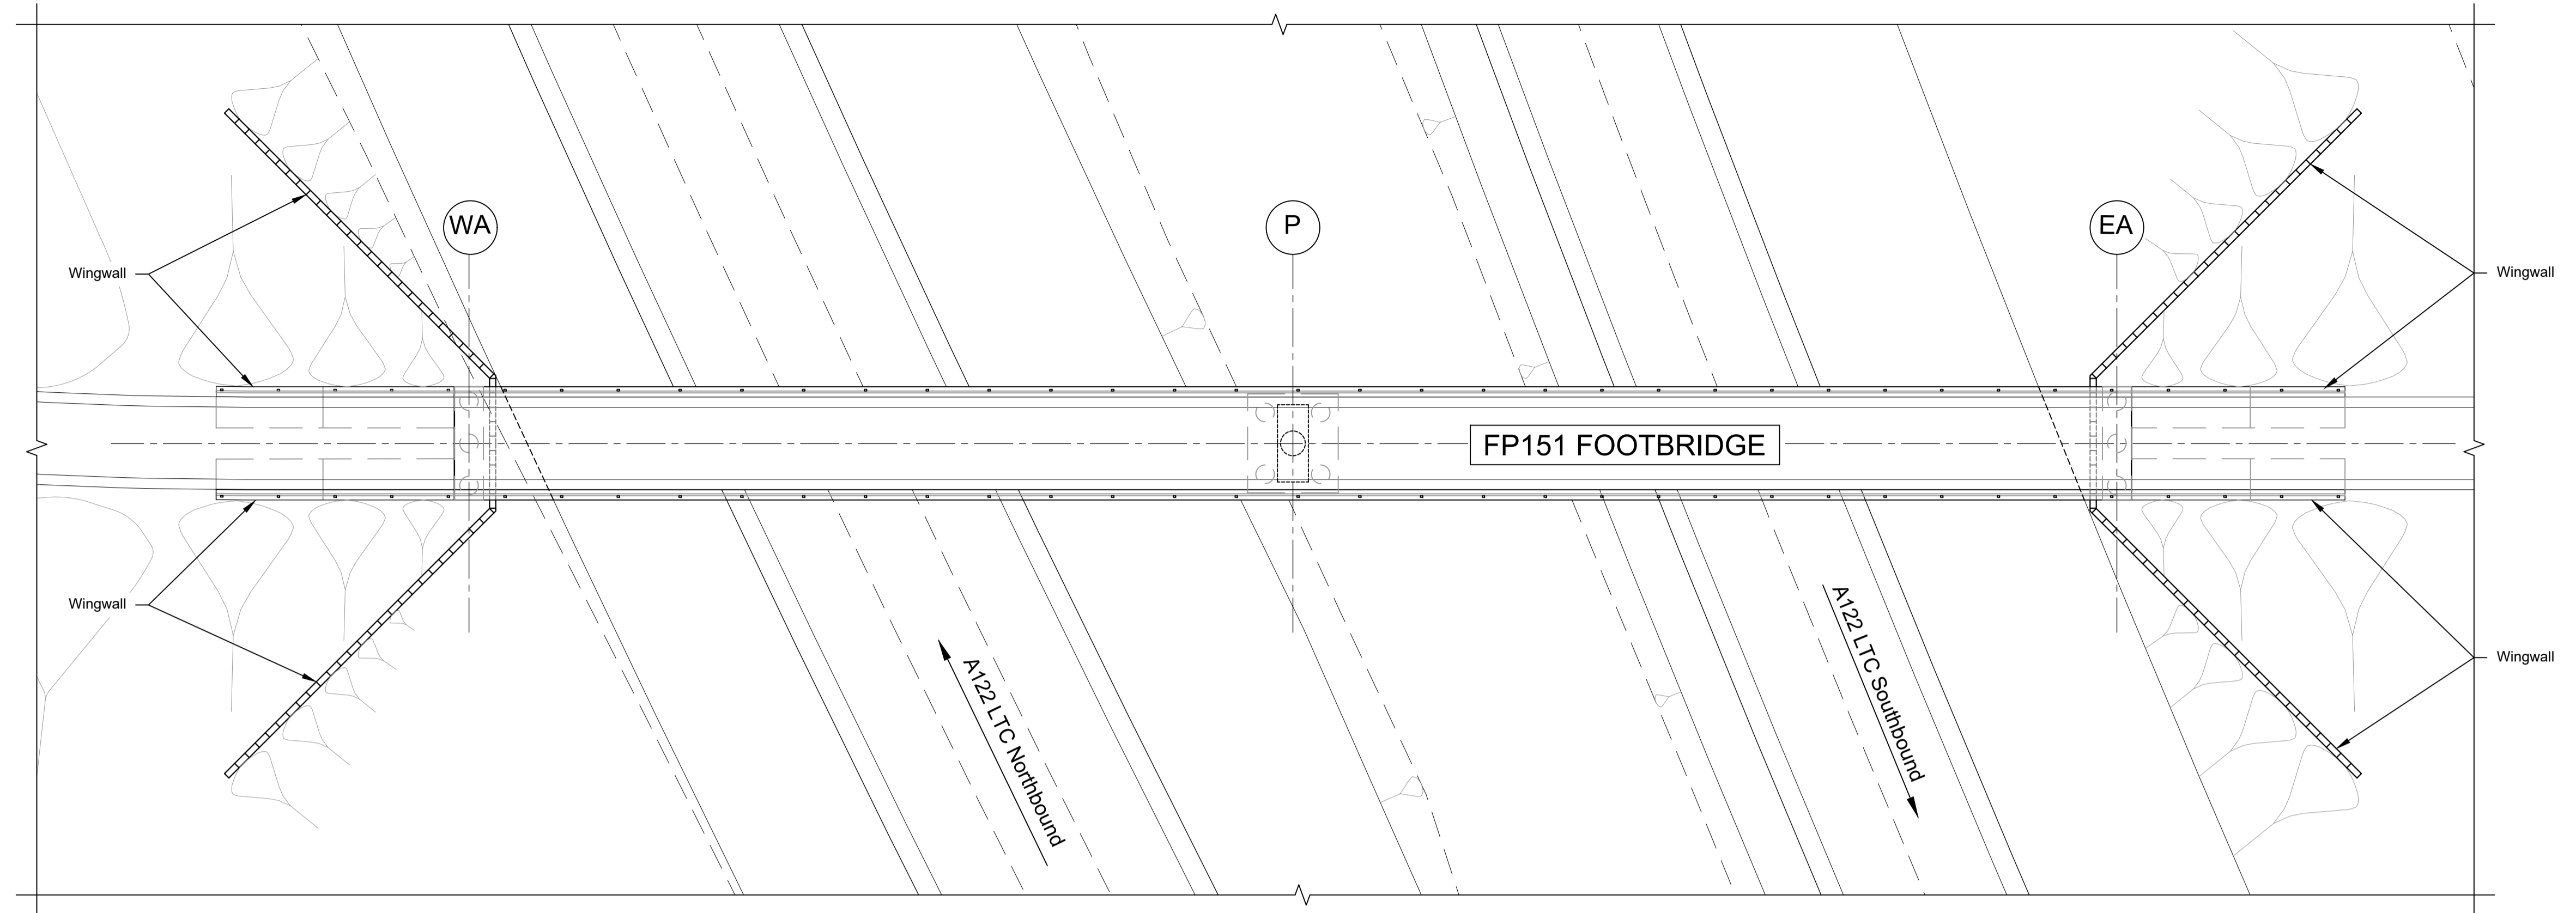 WA
P
EA
Wingwall
Wingwall
FP151 FOOTBRIDGE
Wingwall
Wingwall
A122 LTC Northbound
A122 LTC Southbound